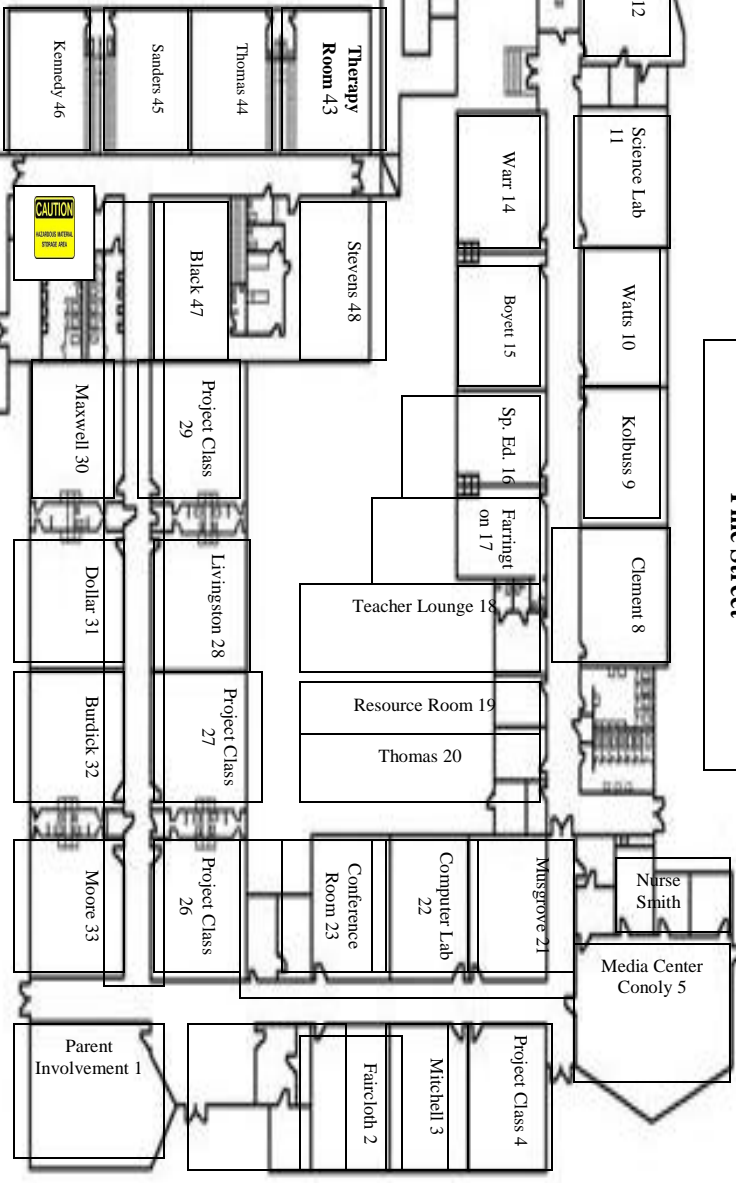 12
Kennedy 46
Sanders 45
Thomas 44
Therapy
Room 43
Science Lab
11
Warr 14
CAUTION
HAZARDOUS MATERIAL
STORAGE AREA
Black 47
Stevens 48
Boyett 15
Watts 10
Maxwell 30
Project Class
29
Sp. Ed. 16
Kolbuss 9
Farringt
on 17
Dollar 31
Livingston 28
Clement 8
Teacher Lounge 18
Burdick 32
Project Class
27
Resource Room 19
Thomas 20
Moore 33
Project Class
26
Conference
Room 23
Computer Lab
22
Musgrove 21
Nurse
Smith
Media Center
Conoly 5
Parent
Involvement 1
Faircloth 2
Mitchell 3
Project Class 4